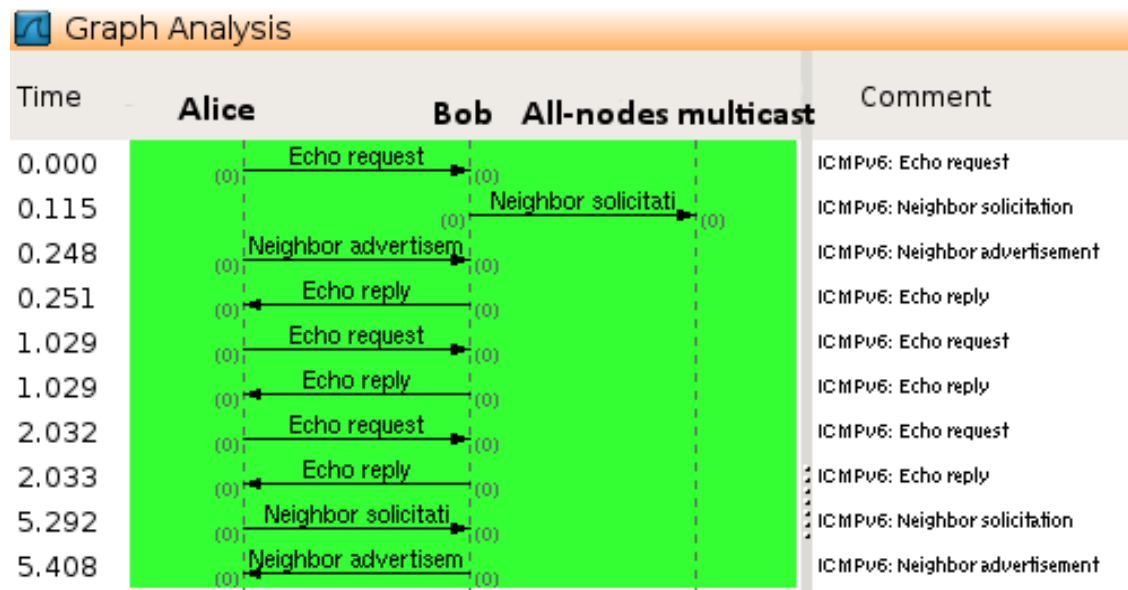 Graph Analysis
Time Alice Bob All-nodes multicast Comment
0.000 (0) Echo request (0) ICMPv6: Echo request
0.115 (0) Neighbor solicitati (0) ICMPv6: Neighbor solicitation
0.248 (0) Neighbor advertisem (0) ICMPv6: Neighbor advertisement
0.251 (0) Echo reply (0) ICMPv6: Echo reply
1.029 (0) Echo request (0) ICMPv6: Echo request
1.029 (0) Echo reply (0) ICMPv6: Echo reply
2.032 (0) Echo request (0) ICMPv6: Echo request
2.033 (0) Echo reply (0) ICMPv6: Echo reply
5.292 (0) Neighbor solicitati (0) ICMPv6: Neighbor solicitation
5.408 (0) Neighbor advertisem (0) ICMPv6: Neighbor advertisement